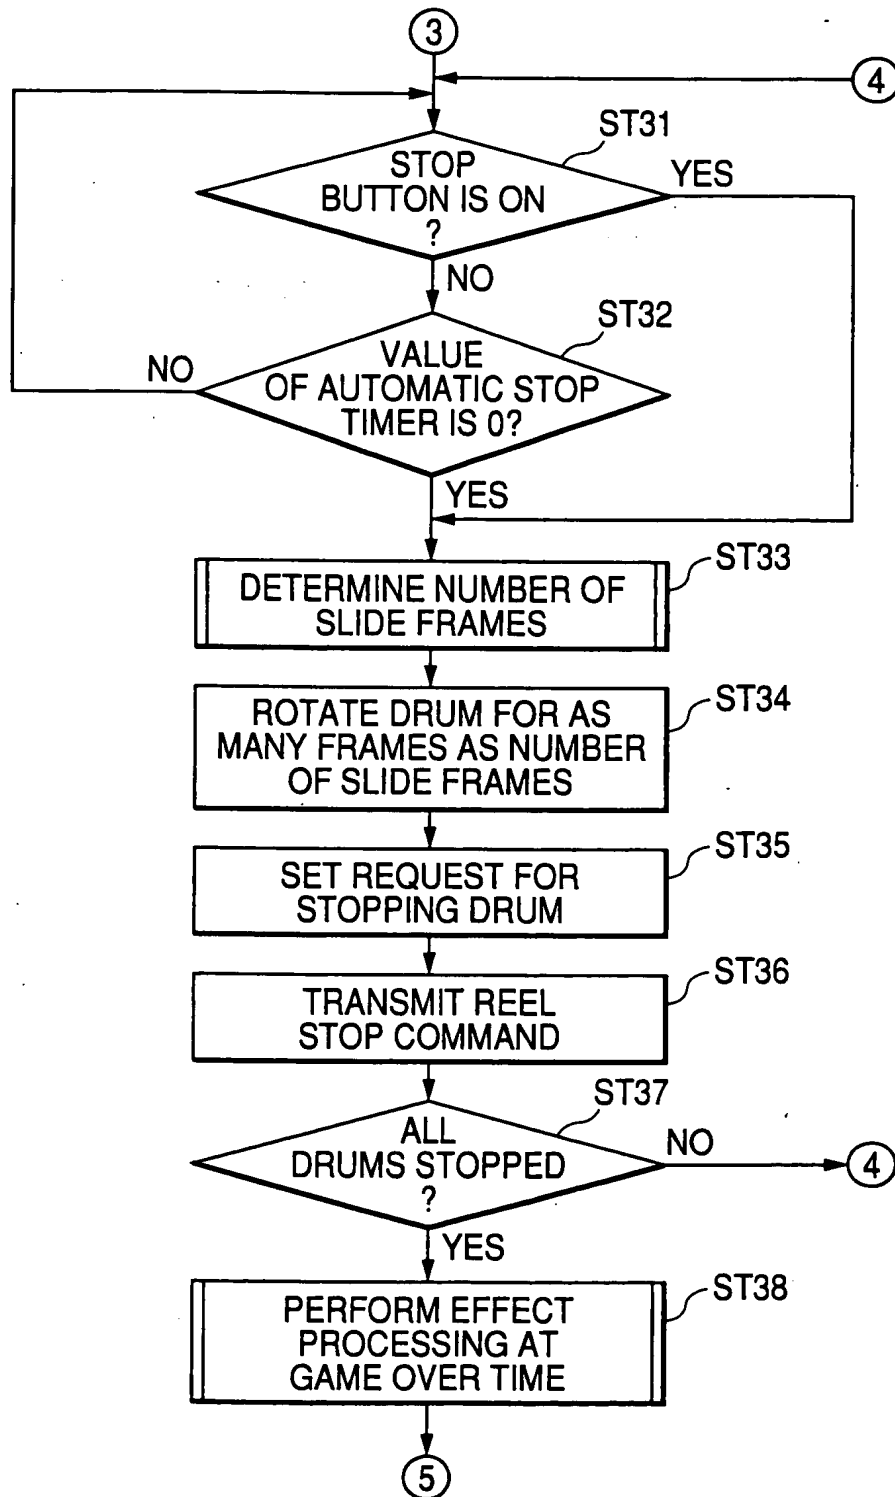 3
4
ST31
STOP
BUTTON IS ON
?
YES
NO
ST32
VALUE
OF AUTOMATIC STOP
TIMER IS 0?
NO
YES
ST33
DETERMINE NUMBER OF
SLIDE FRAMES
ST34
ROTATE DRUM FOR AS
MANY FRAMES AS NUMBER
OF SLIDE FRAMES
ST35
SET REQUEST FOR
STOPPING DRUM
ST36
TRANSMIT REEL
STOP COMMAND
ST37
ALL
DRUMS STOPPED
?
NO
4
YES
ST38
PERFORM EFFECT
PROCESSING AT
GAME OVER TIME
5